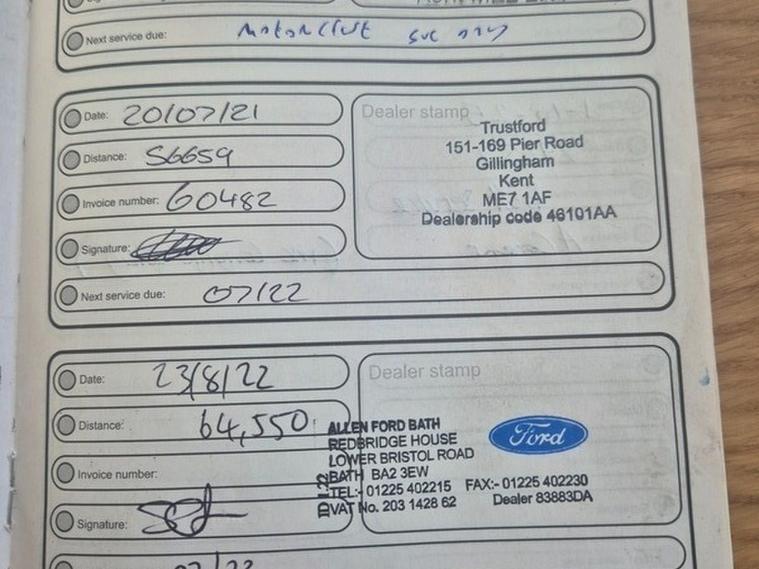 Next service due: motorcraft svc
Date: 20/07/21
Distance: 56659
Invoice number: 60482
Signature:
Next service due: 07/22
Dealer stamp
Trustford
151-169 Pier Road
Gillingham
Kent
ME7 1AF
Dealership code 46101AA
Date: 23/8/22
Distance: 64,550
Invoice number:
Signature:
Dealer stamp
ALLEN FORD BATH
REDBRIDGE HOUSE
LOWER BRISTOL ROAD
BATH BA2 3EW
TEL:- 01225 402215 FAX:- 01225 402230
VAT No. 203 1428 62 Dealer 83883DA
Ford